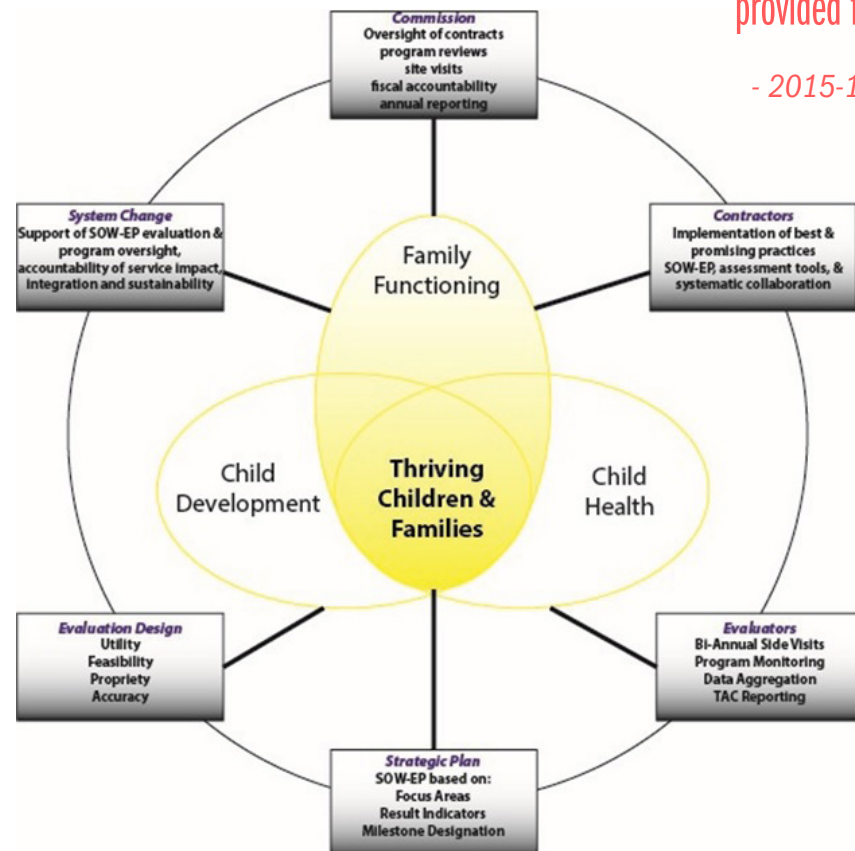 provided f
- 2015-1
Commission
Oversight of contracts
program reviews
site visits
fiscal accountability
annual reporting
System Change
Support of SOW-EP evaluation &
program oversight,
accountability of service impact,
integration and sustainability
Contractors
Implementation of best &
promising practices
SOW-EP, assessment tools, &
systematic collaboration
Family
Functioning
Child
Development
Thriving
Children &
Families
Child
Health
Evaluation Design
Utility
Feasibility
Propriety
Accuracy
Evaluators
Bi-Annual Side Visits
Program Monitoring
Data Aggregation
TAC Reporting
Strategic Plan
SOW-EP based on:
Focus Areas
Result Indicators
Milestone Designation